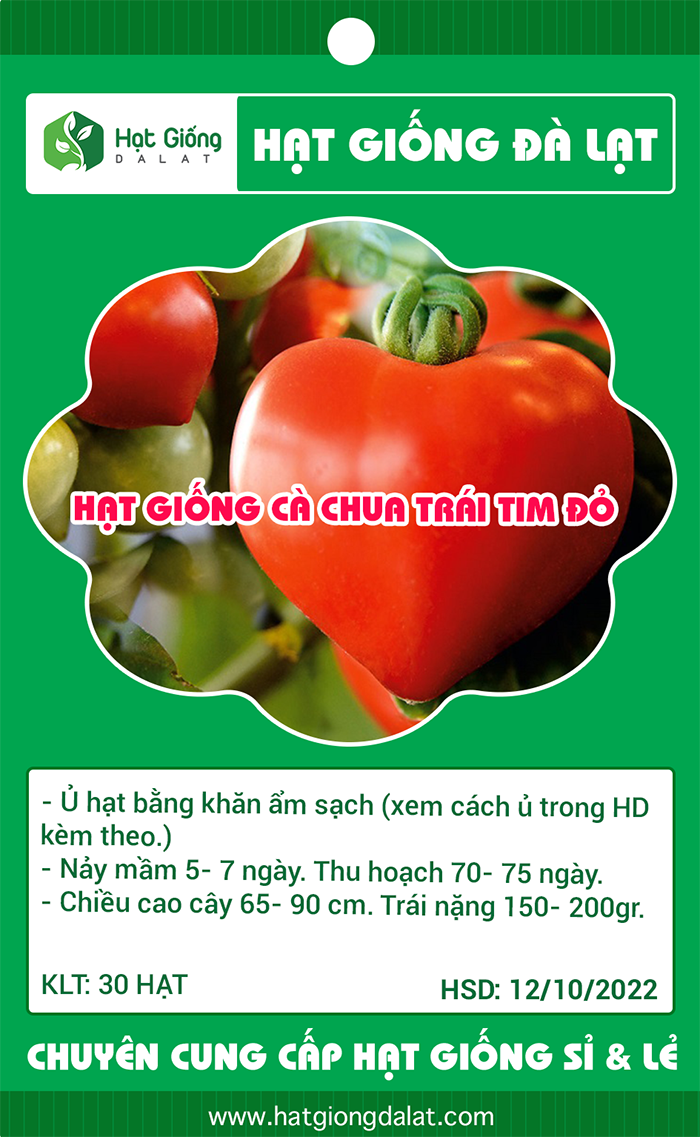 Hạt Giống
DALAT
HẠT GIỐNG ĐÀ LẠT
HẠT GIỐNG CÀ CHUA TRÁI TIM ĐỎ
- Ủ hạt bằng khăn ẩm sạch (xem cách ủ trong HD
kèm theo.)
- Nảy mầm 5- 7 ngày. Thu hoạch 70- 75 ngày.
- Chiều cao cây 65- 90 cm. Trái nặng 150- 200gr.
KLT: 30 HẠT
HSD: 12/10/2022
CHUYÊN CUNG CẤP HẠT GIỐNG SỈ & LẺ
www.hatgiongdalat.com